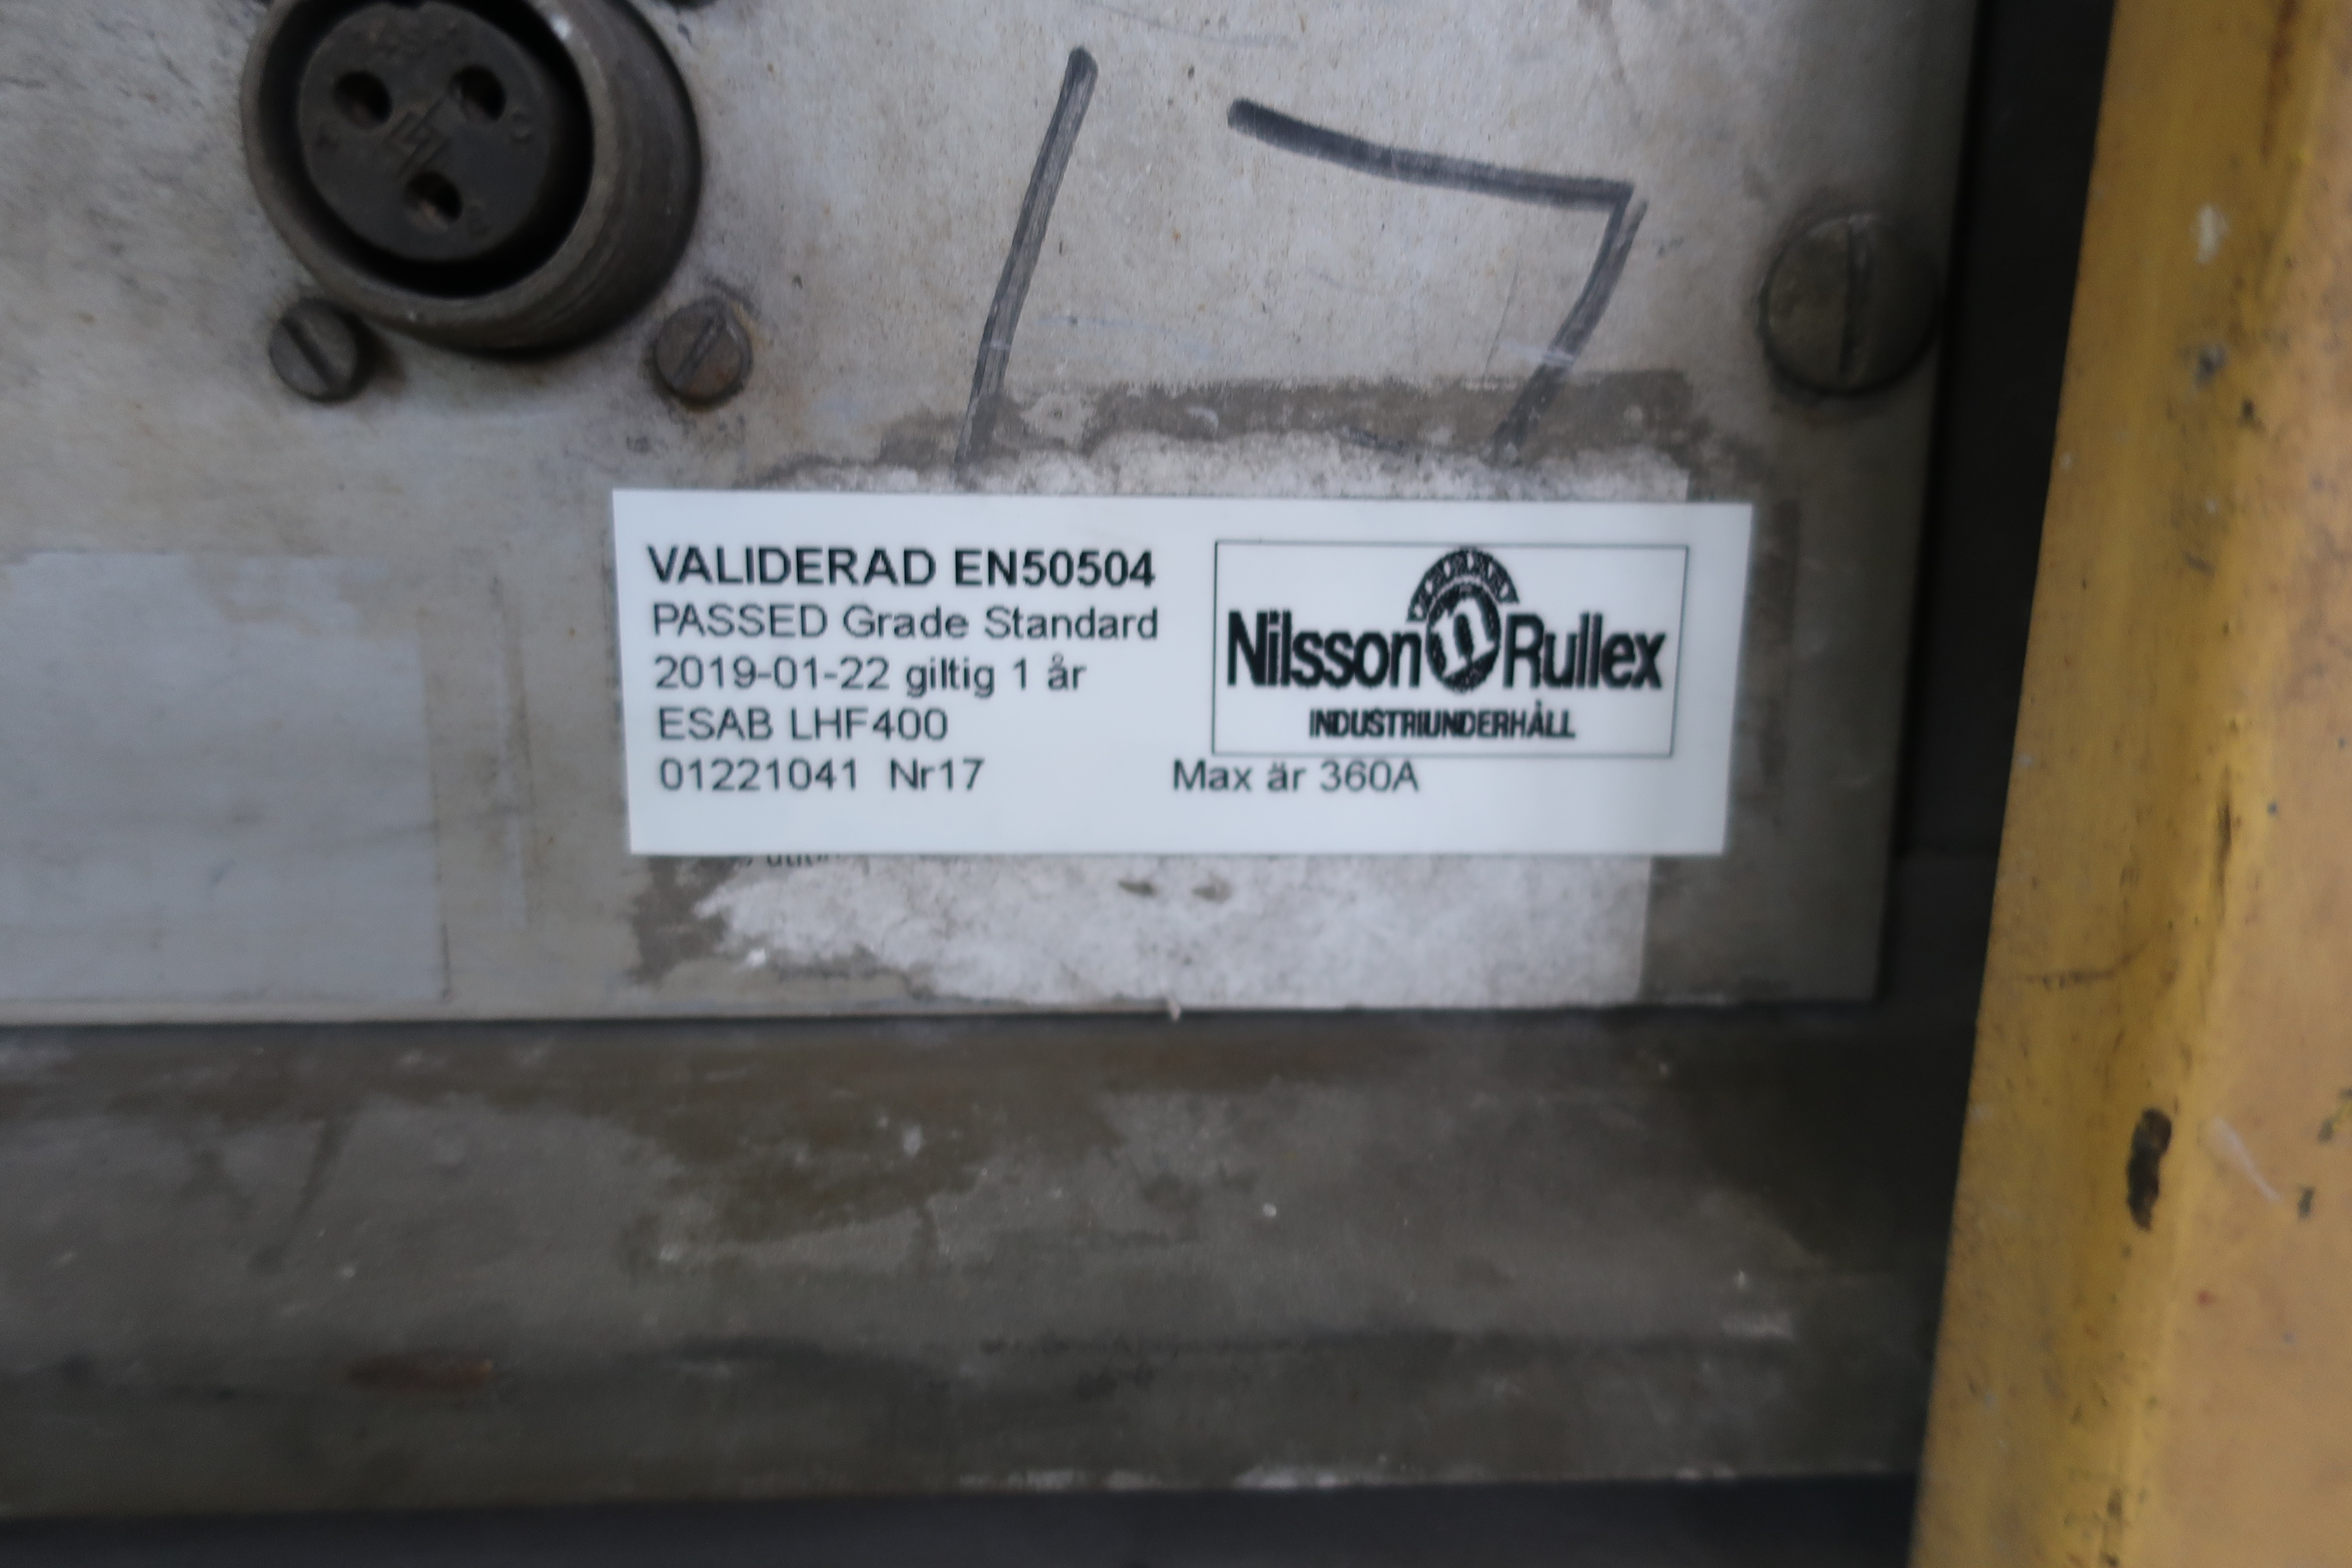 17
VALIDERAD EN50504
PASSED Grade Standard
2019-01-22 giltig 1 år
ESAB LHF400
01221041 Nr17
Nilsson Rullex
INDUSTRIUNDERHÅLL
Max är 360A